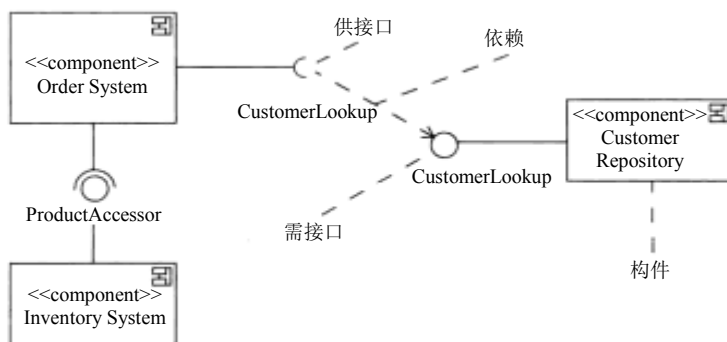 供接口
依赖
<<component>>
Order System
CustomerLookup
<<component>>
Customer
Repository
CustomerLookup
ProductAccessor
需接口
构件
<<component>>
Inventory System